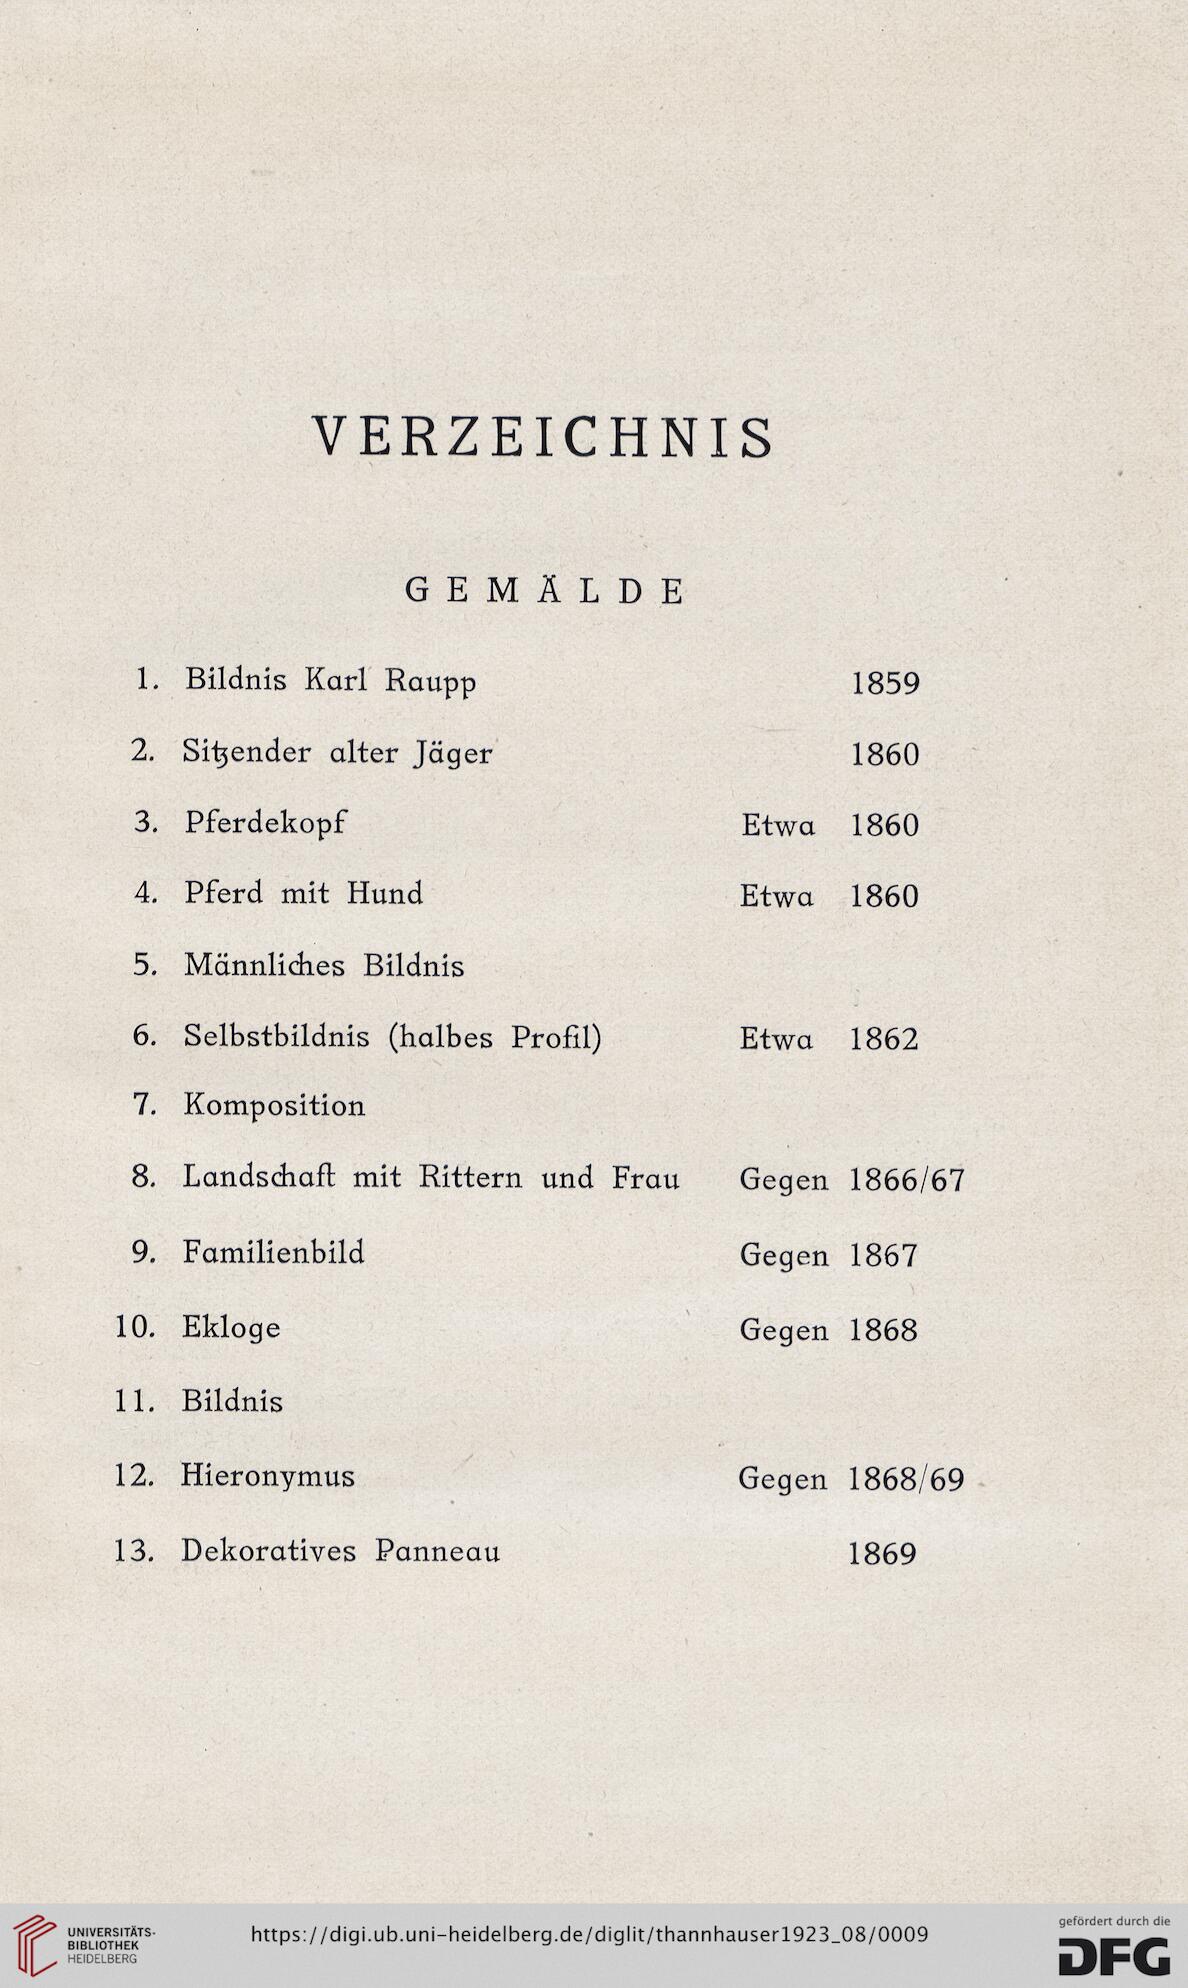 VERZEICHNIS
GEMÄLDE
1. Bildnis Karl Raupp 1859
2. Sitzender alter Jäger 1860
3. Pferdekopf Etwa 1860
4. Pferd mit Hund Etwa 1860
5. Männliches Bildnis
6. Selbstbildnis (halbes Profil) Etwa 1862
7. Komposition
8. Landschaft mit Rittern und Frau Gegen 1866/67
9. Familienbild Gegen 1867
10. Ekloge Gegen 1868
11. Bildnis
12. Hieronymus Gegen 1868/69
13. Dekoratives Panneau 1869
UNIVERSITÄTS-
BIBLIOTHEK
HEIDELBERG
https://digi.ub.uni-heidelberg.de/diglit/thannhauser1923_08/0009
gefördert durch die
DFG